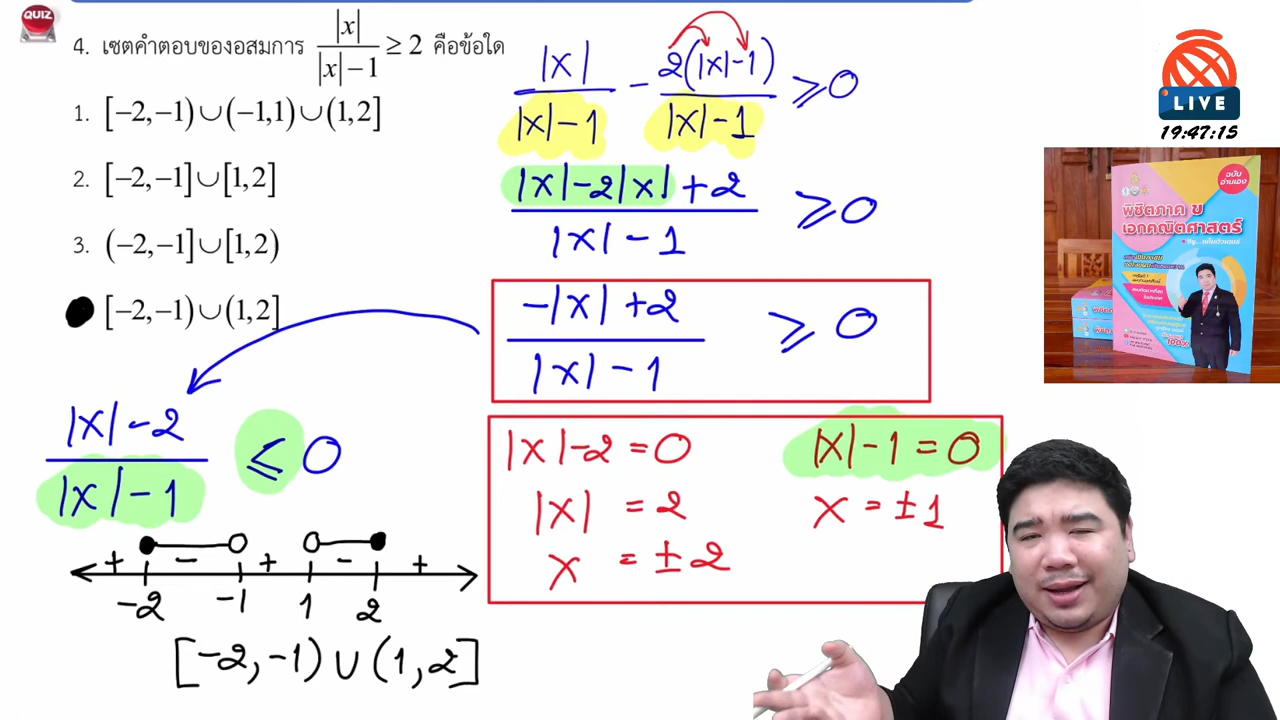 QUIZ
4. เซตคำตอบของอสมการ |x| / (|x|−1) ≥ 2 คือข้อใด
1. [−2,−1)∪(−1,1)∪(1,2]
2. [−2,−1]∪[1,2]
3. (−2,−1]∪[1,2)
[−2,−1)∪(1,2]
|x| / (|x|−1) − 2(|x|−1) / (|x|−1) ≥ 0
(|x|−2|x|+2) / (|x|−1) ≥ 0
(−|x|+2) / (|x|−1) ≥ 0
(|x|−2) / (|x|−1) ≤ 0
|x|−2 = 0
|x| = 2
x = ±2
|x|−1 = 0
x = ±1
+ − + − +
−2 −1 1 2
[−2,−1) ∪ (1,2]
LIVE
19:47:15
ฉบับ
อ่านเอง
พิชิตภาค ข
เอกคณิตศาสตร์